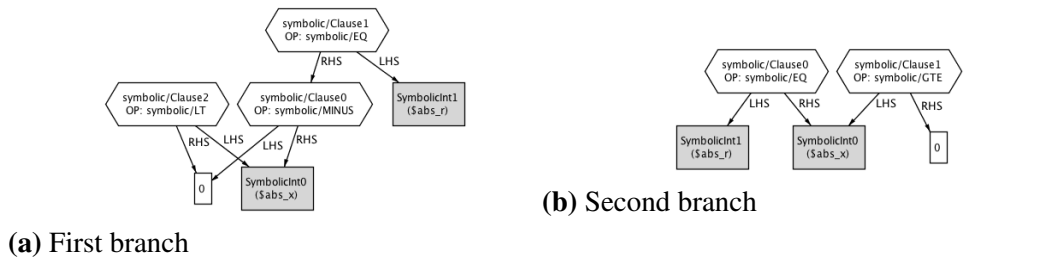 symbolic/Clause1
OP: symbolic/EQ
RHS
LHS
symbolic/Clause2
OP: symbolic/LT
symbolic/Clause0
OP: symbolic/MINUS
SymbolicInt1
($abs_r)
RHS
LHS
LHS
RHS
0
SymbolicInt0
($abs_x)
(a) First branch
symbolic/Clause0
OP: symbolic/EQ
symbolic/Clause1
OP: symbolic/GTE
LHS
RHS
LHS
RHS
SymbolicInt1
($abs_r)
SymbolicInt0
($abs_x)
0
(b) Second branch